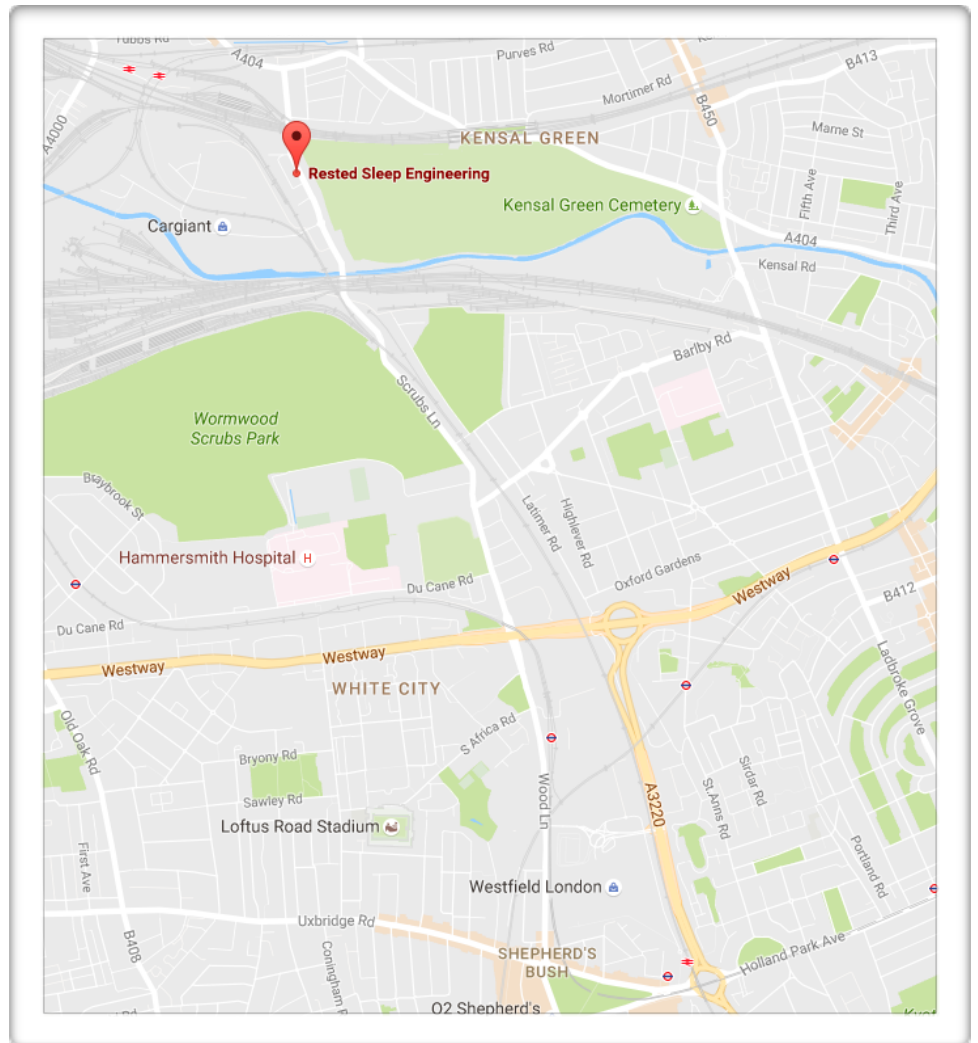 Tubbs Rd
A404
Purves Rd
B413
Mortimer Rd
B450
A4000
KENSAL GREEN
Marne St
Rested Sleep Engineering
Fifth Ave
Third Ave
Kensal Green Cemetery
Cargiant
A404
Kensal Rd
Barlby Rd
Scrubs Ln
Wormwood
Scrubs Park
Braybrook St
Latimer Rd
Highlever Rd
Hammersmith Hospital H
Oxford Gardens
Du Cane Rd
Westway
B412
Du Cane Rd
Westway
Westway
WHITE CITY
Ladbroke Grove
Old Oak Rd
S Africa Rd
Bryony Rd
Sirdar Rd
Wood Ln
A3220
St.Anns Rd
Sawley Rd
Loftus Road Stadium
First Ave
Portland Rd
Westfield London
Uxbridge Rd
B408
Coningham R
SHEPHERD'S
BUSH
Holland Park Ave
O2 Shepherd's